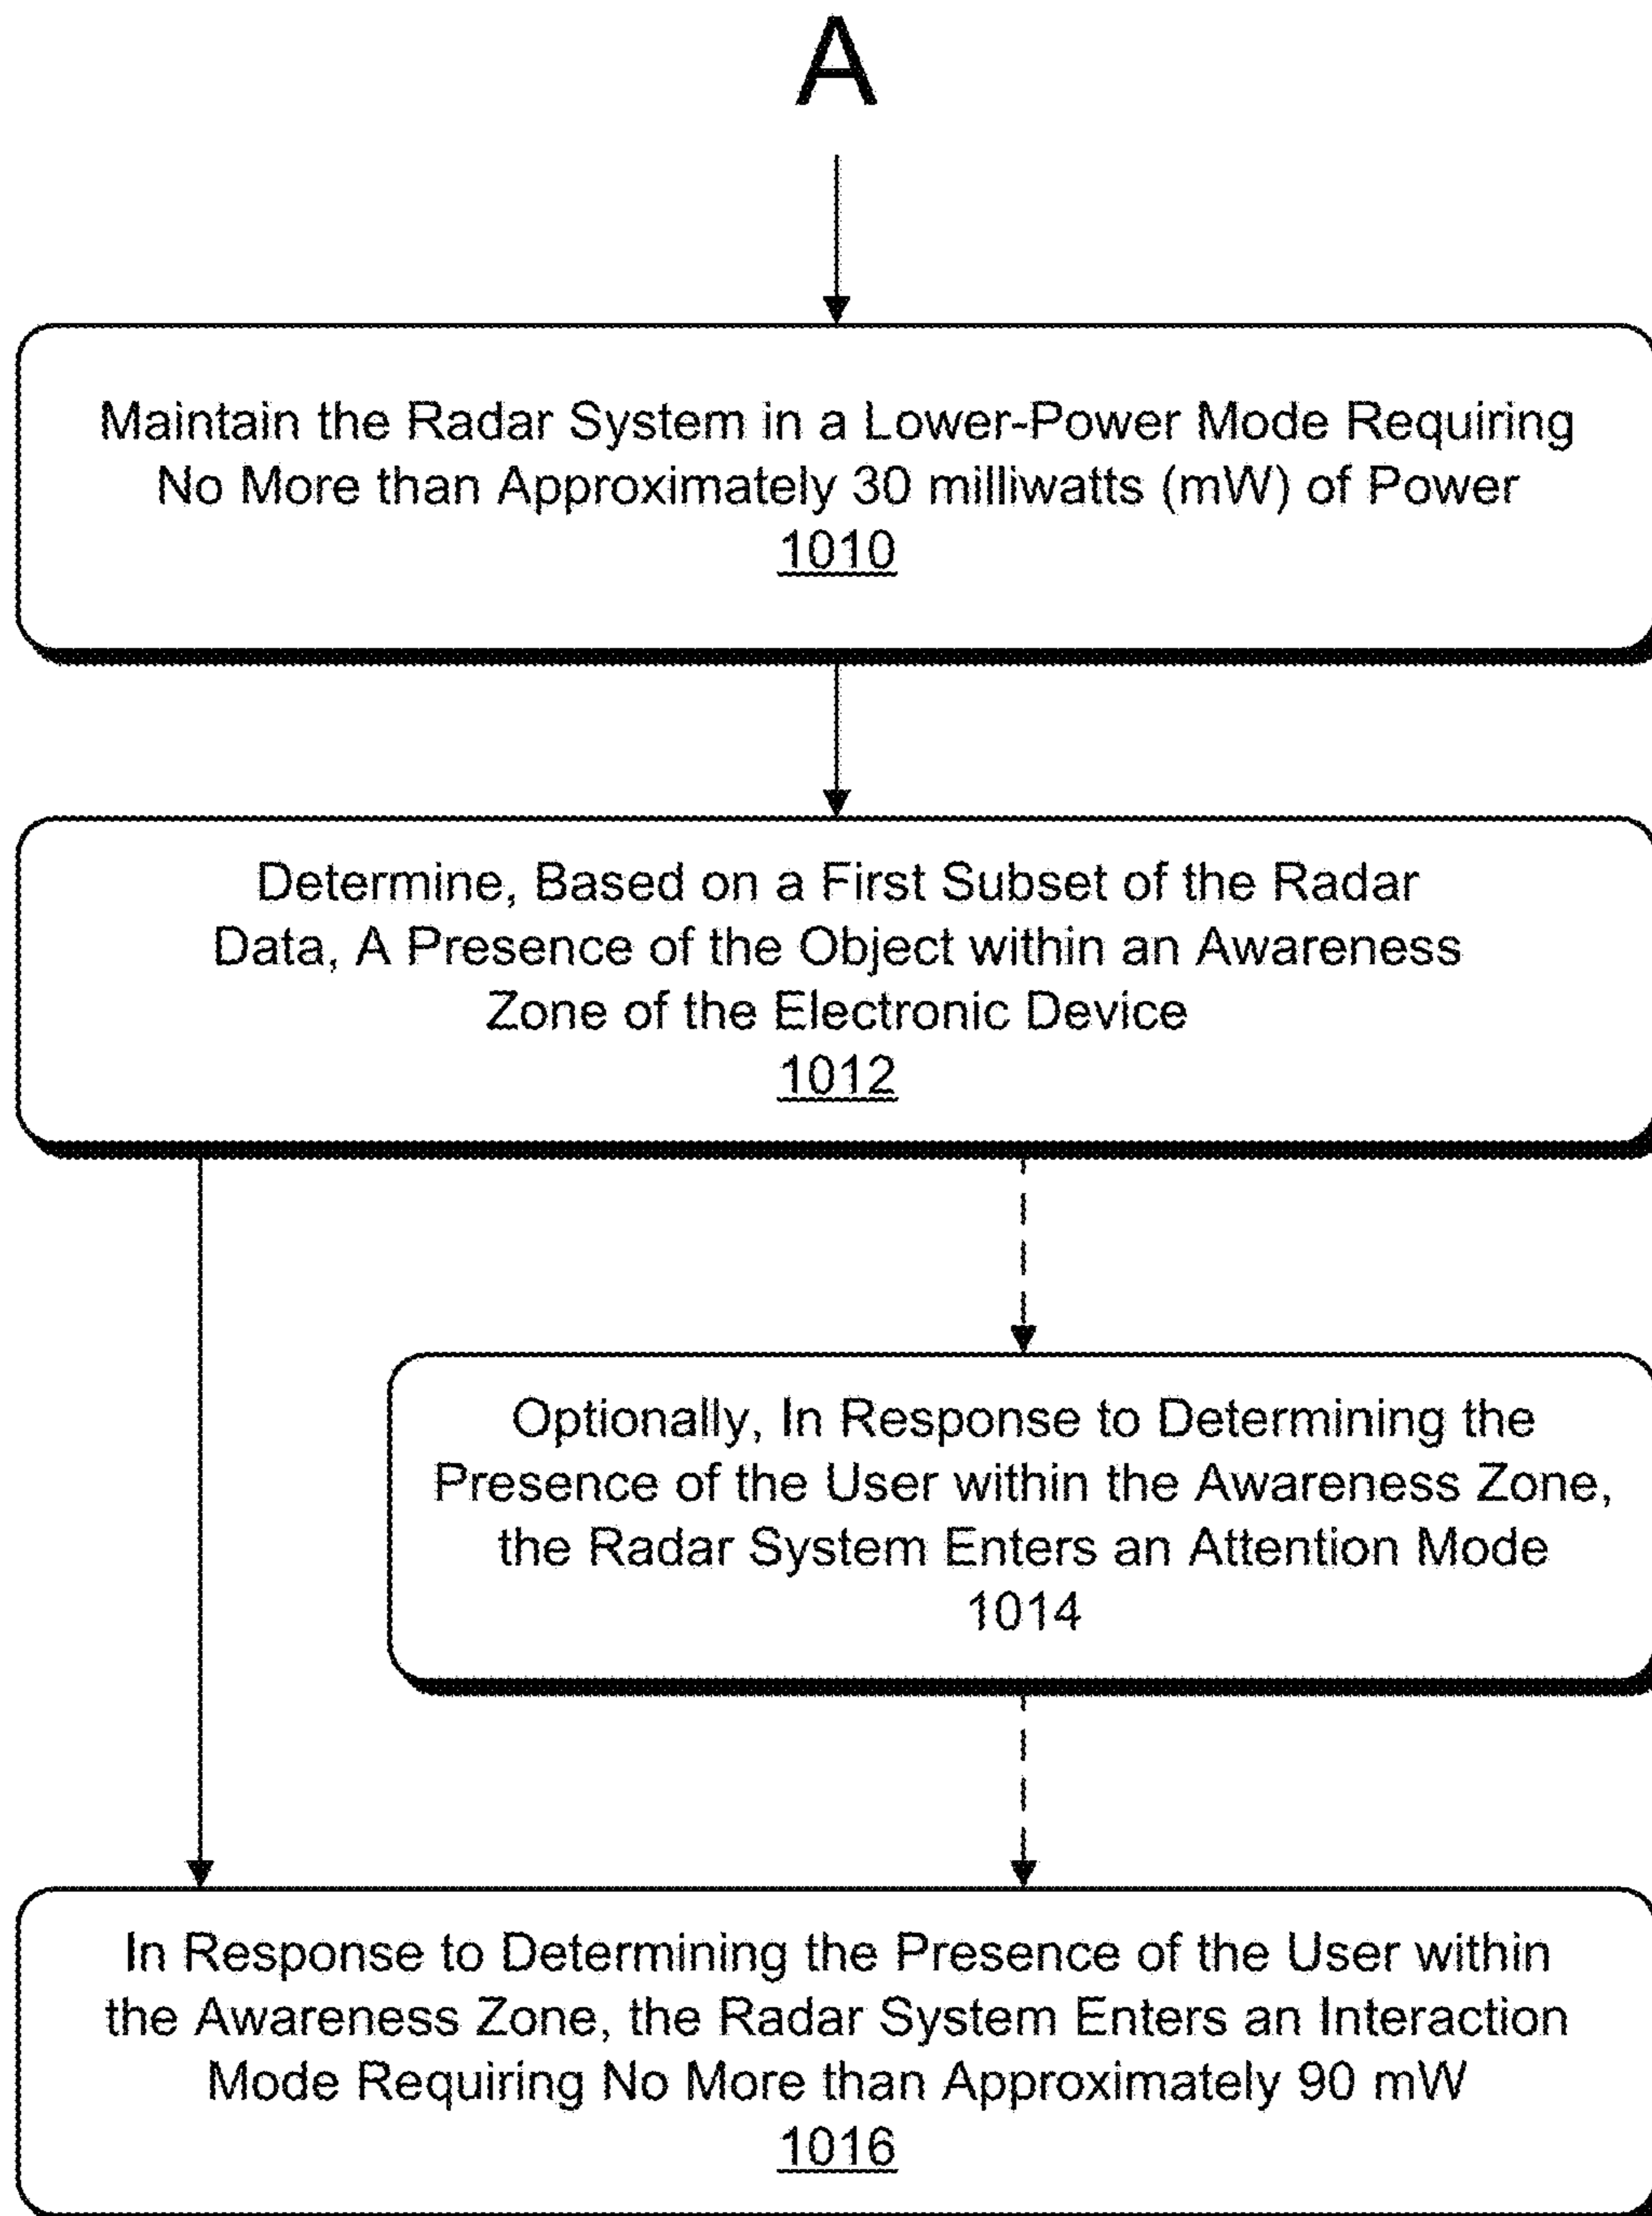 A
Maintain the Radar System in a Lower-Power Mode Requiring
No More than Approximately 30 milliwatts (mW) of Power
1010
Determine, Based on a First Subset of the Radar
Data, A Presence of the Object within an Awareness
Zone of the Electronic Device
1012
Optionally, In Response to Determining the
Presence of the User within the Awareness Zone,
the Radar System Enters an Attention Mode
1014
In Response to Determining the Presence of the User within
the Awareness Zone, the Radar System Enters an Interaction
Mode Requiring No More than Approximately 90 mW
1016